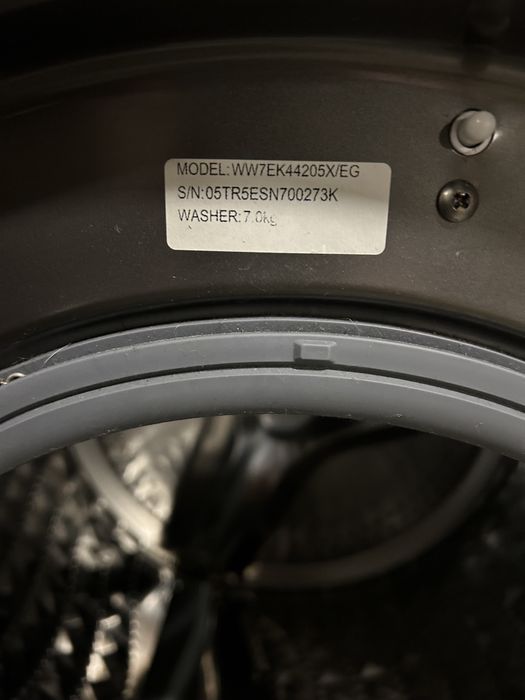 MODEL: WW7EK44205X/EG
S/N: 05TR5ESN700273K
WASHER: 7.0kg